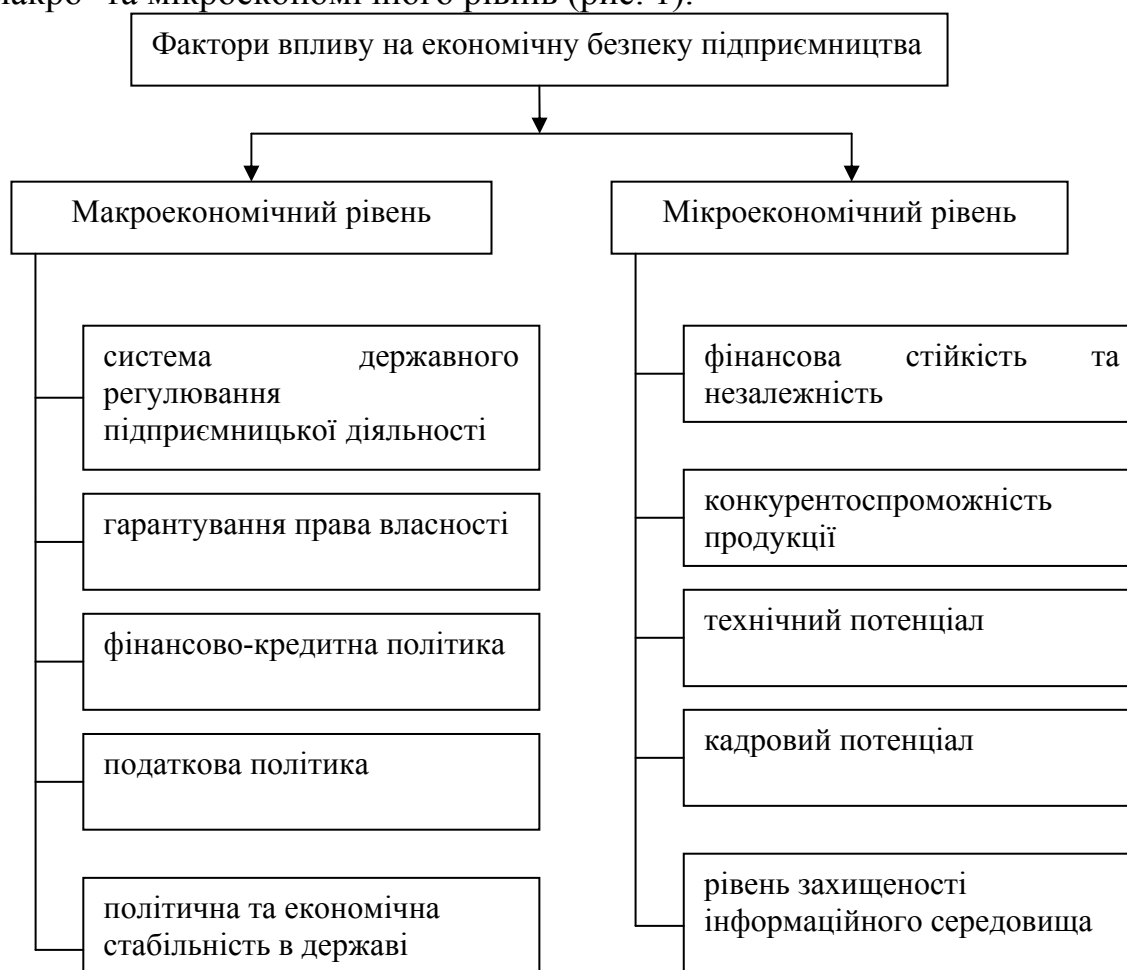 та мікроекономічного рівнів (рис. 1).
Фактори впливу на економічну безпеку підприємництва
Макроекономічний рівень
система державного
регулювання
підприємницької діяльності
гарантування права власності
фінансово-кредитна політика
податкова політика
політична та економічна
стабільність в державі
Мікроекономічний рівень
фінансова стійкість та
незалежність
конкурентоспроможність
продукції
технічний потенціал
кадровий потенціал
рівень захищеності
інформаційного середовища